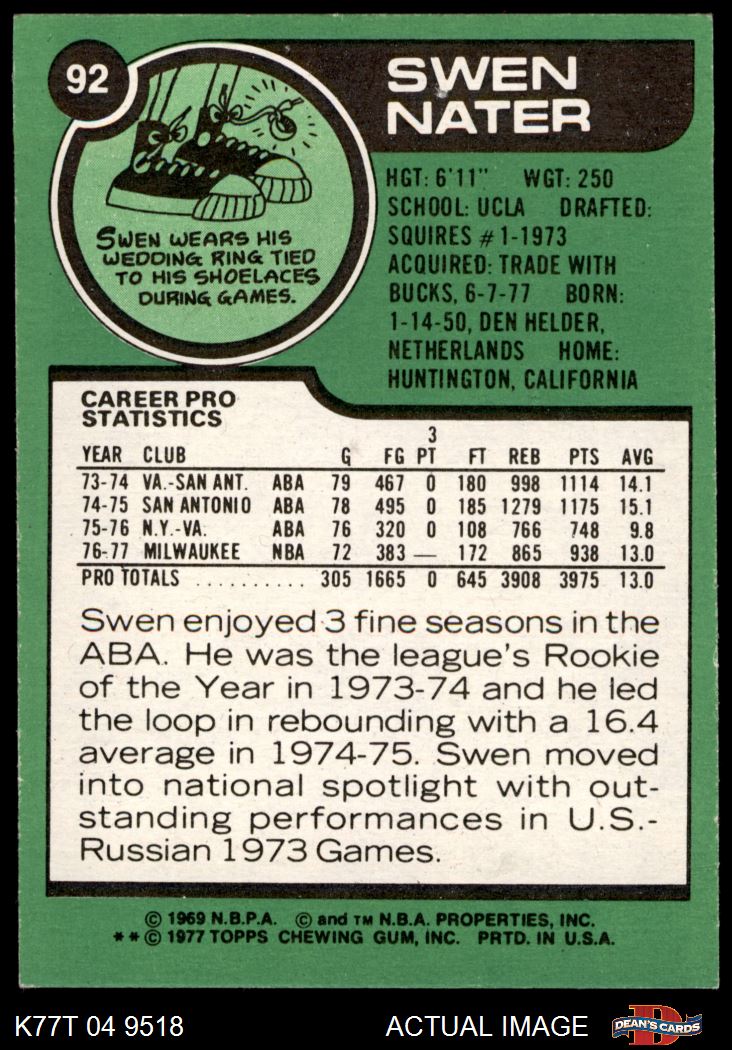 92
SWEN
NATER
SWEN WEARS HIS
WEDDING RING TIED
TO HIS SHOELACES
DURING GAMES.
HGT: 6'11" WGT: 250
SCHOOL: UCLA DRAFTED:
SQUIRES #1-1973
ACQUIRED: TRADE WITH
BUCKS, 6-7-77 BORN:
1-14-50, DEN HELDER,
NETHERLANDS HOME:
HUNTINGTON, CALIFORNIA
CAREER PRO
STATISTICS
YEAR CLUB G FG 3 PT FT REB PTS AVG
73-74 VA.-SAN ANT. ABA 79 467 0 180 998 1114 14.1
74-75 SAN ANTONIO ABA 78 495 0 185 1279 1175 15.1
75-76 N.Y.-VA. ABA 76 320 0 108 766 748 9.8
76-77 MILWAUKEE NBA 72 383 — 172 865 938 13.0
PRO TOTALS .......... 305 1665 0 645 3908 3975 13.0
Swen enjoyed 3 fine seasons in the
ABA. He was the league's Rookie
of the Year in 1973-74 and he led
the loop in rebounding with a 16.4
average in 1974-75. Swen moved
into national spotlight with out-
standing performances in U.S.-
Russian 1973 Games.
© 1969 N.B.P.A. © and TM N.B.A. PROPERTIES, INC.
**© 1977 TOPPS CHEWING GUM, INC. PRTD. IN U.S.A.
K77T 04 9518 ACTUAL IMAGE DEAN'S CARDS